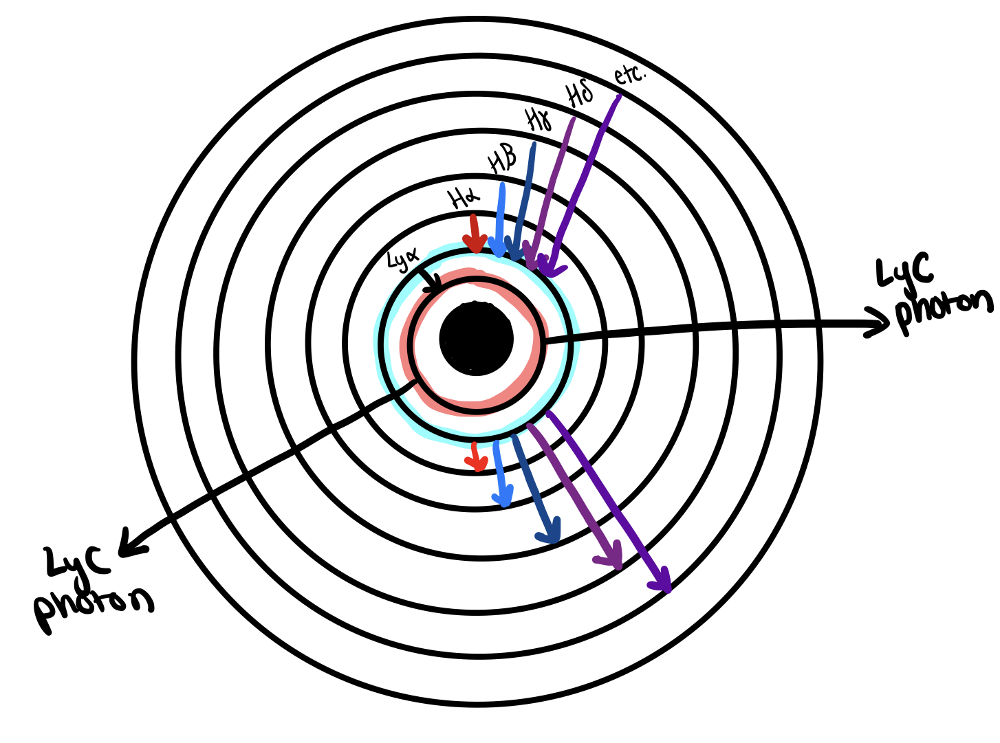 etc.
Hδ
Hγ
Hβ
Hα
Lyα
LyC
photon
LyC
photon